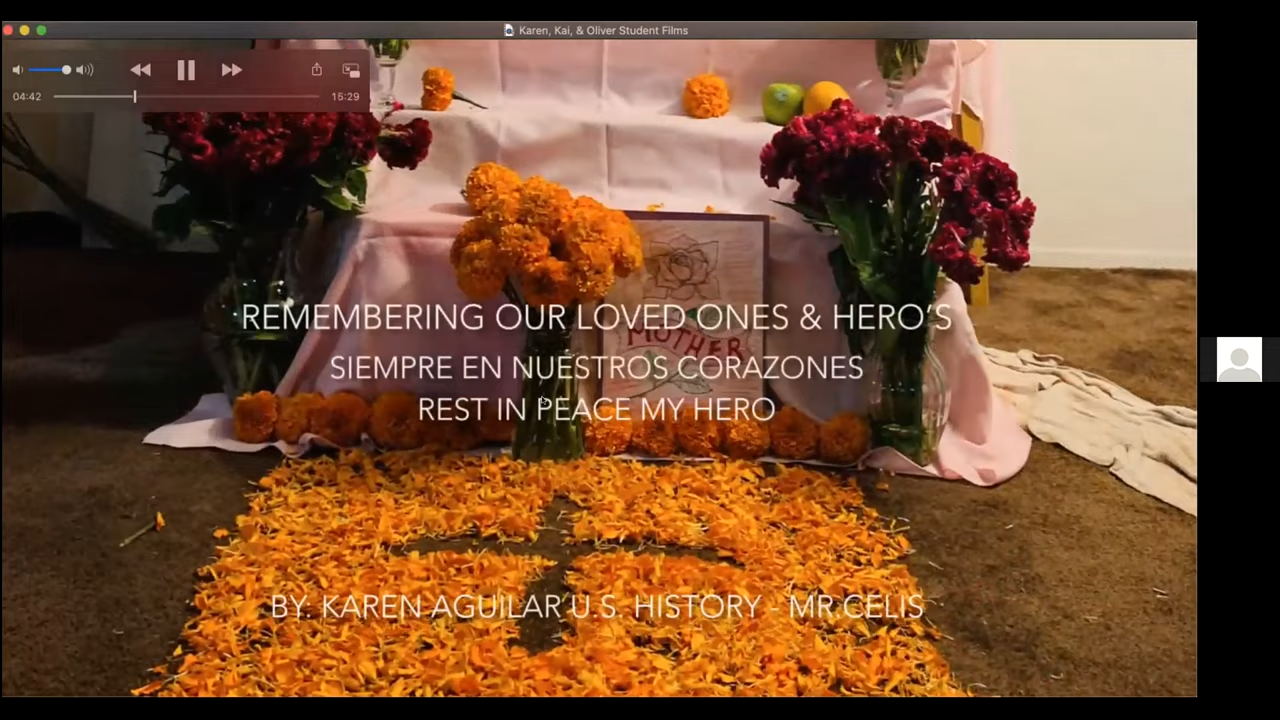 Karen, Kai, & Oliver Student Films
04:42
15:29
MOTHER
·REMEMBERING OUR LOVED ONES & HERO'S
SIEMPRE EN NUESTROS CORAZONES
REST IN PEACE MY HERO
BY: KAREN AGUILAR U.S. HISTORY - MR.CELIS